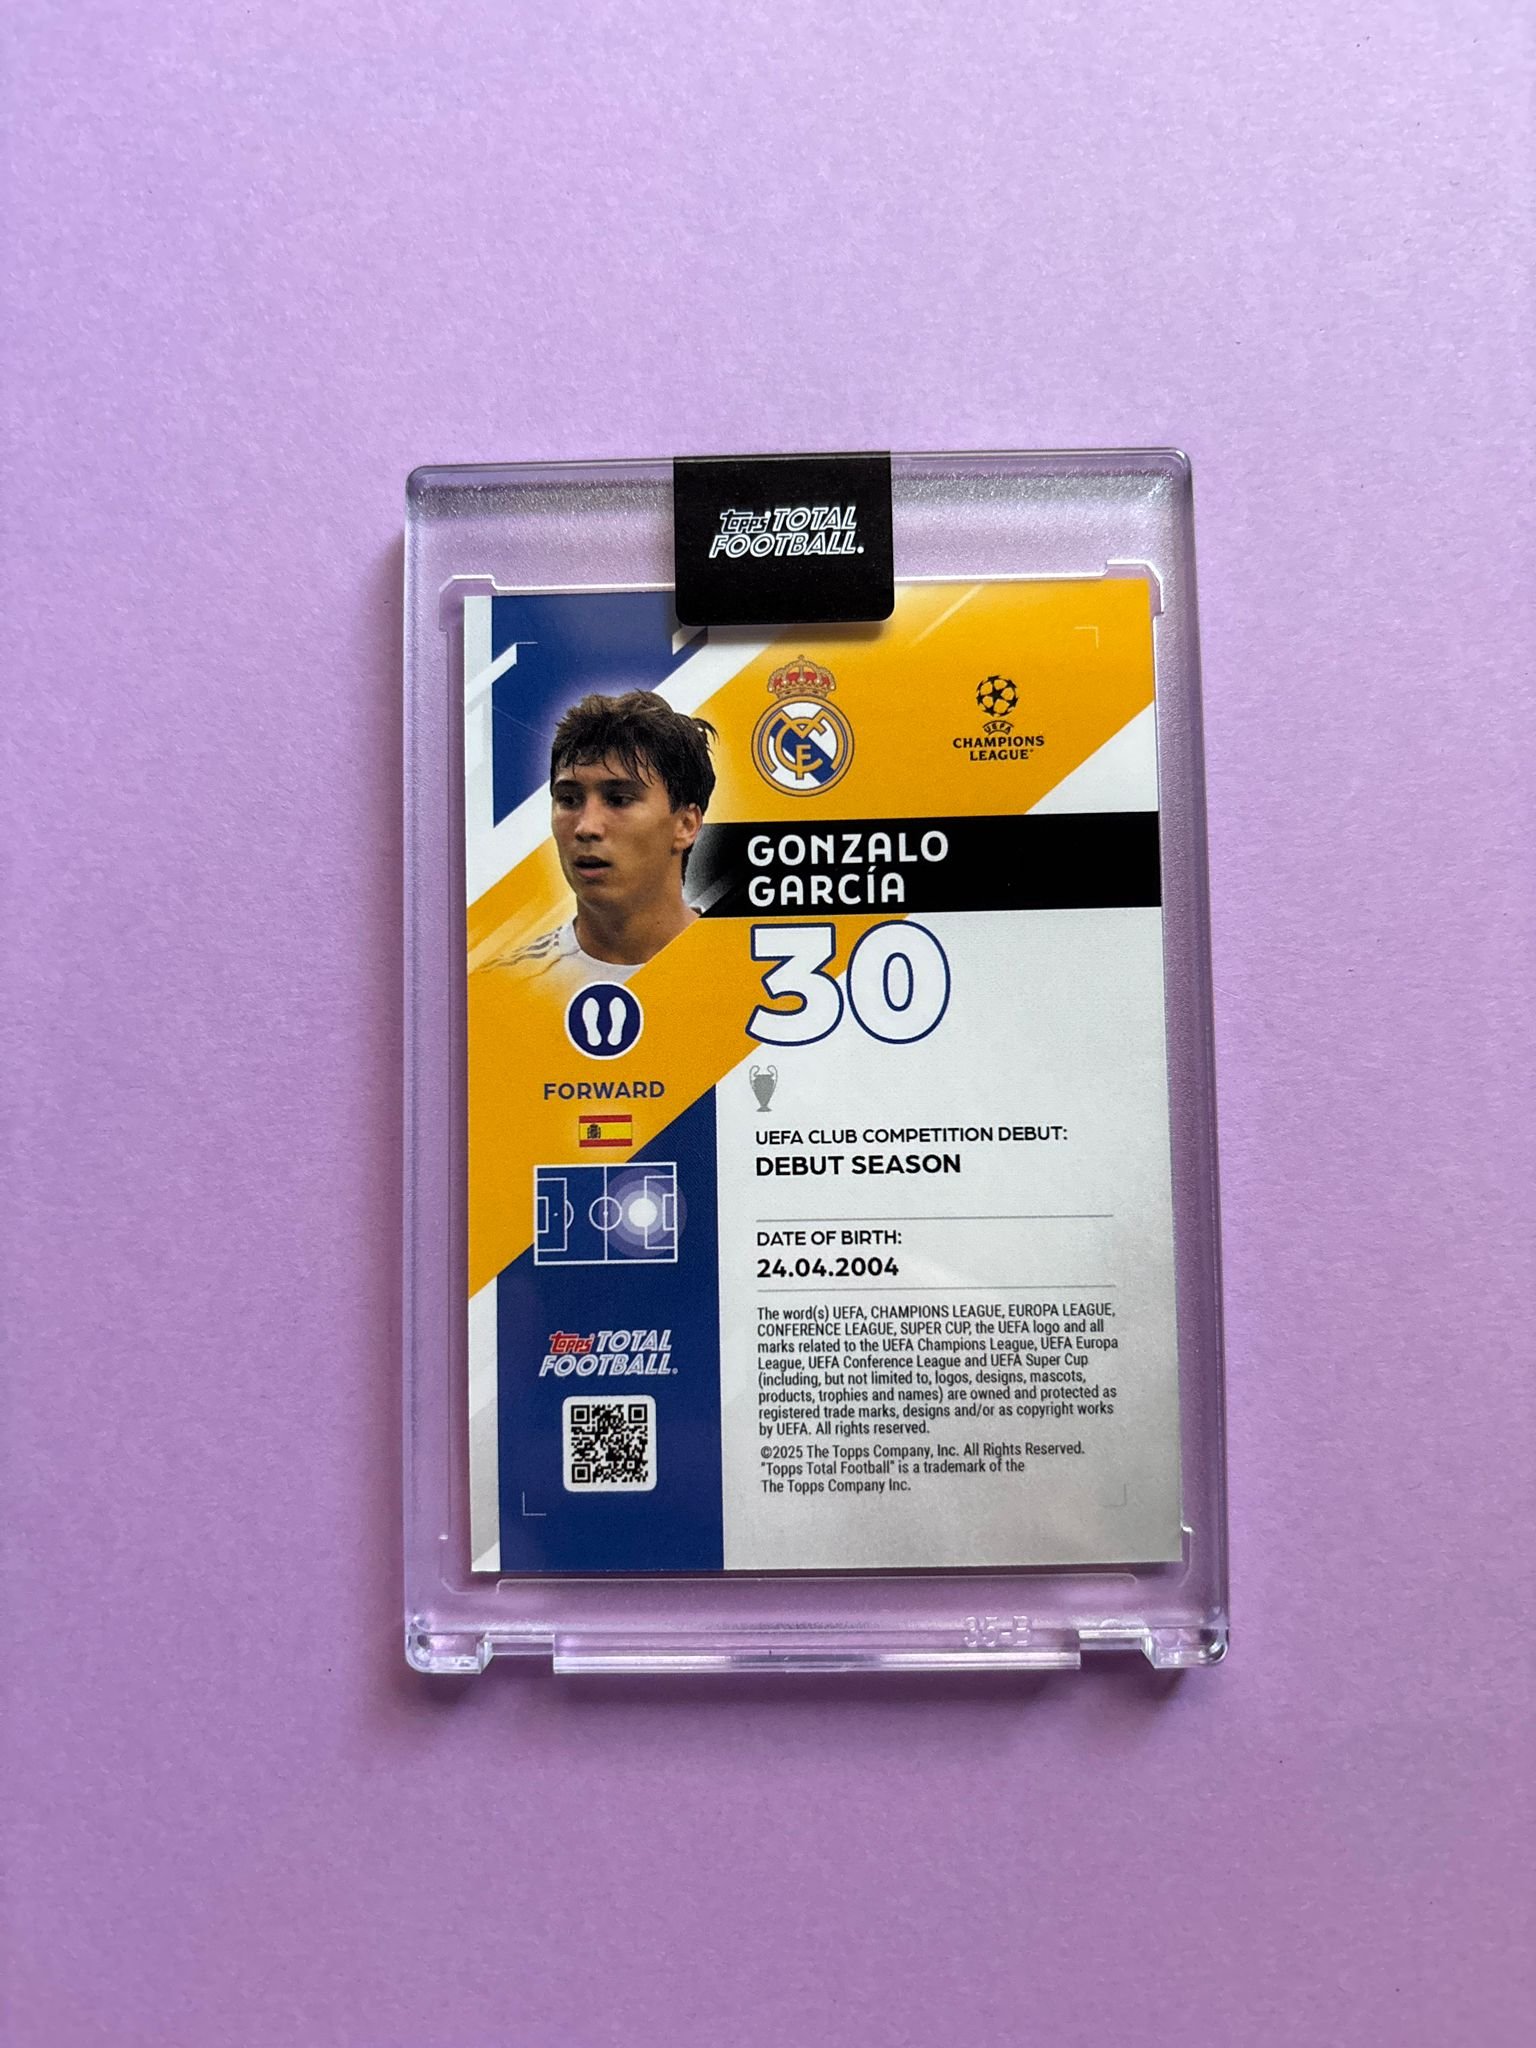 topps TOTAL
FOOTBALL.
UEFA
CHAMPIONS
LEAGUE
GONZALO
GARCÍA
30
FORWARD
UEFA CLUB COMPETITION DEBUT:
DEBUT SEASON
DATE OF BIRTH:
24.04.2004
topps TOTAL
FOOTBALL.
The word(s) UEFA, CHAMPIONS LEAGUE, EUROPA LEAGUE,
CONFERENCE LEAGUE, SUPER CUP, the UEFA logo and all
marks related to the UEFA Champions League, UEFA Europa
League, UEFA Conference League and UEFA Super Cup
(including, but not limited to, logos, designs, mascots,
products, trophies and names) are owned and protected as
registered trade marks, designs and/or as copyright works
by UEFA. All rights reserved.
©2025 The Topps Company, Inc. All Rights Reserved.
"Topps Total Football" is a trademark of the
The Topps Company Inc.
35-B